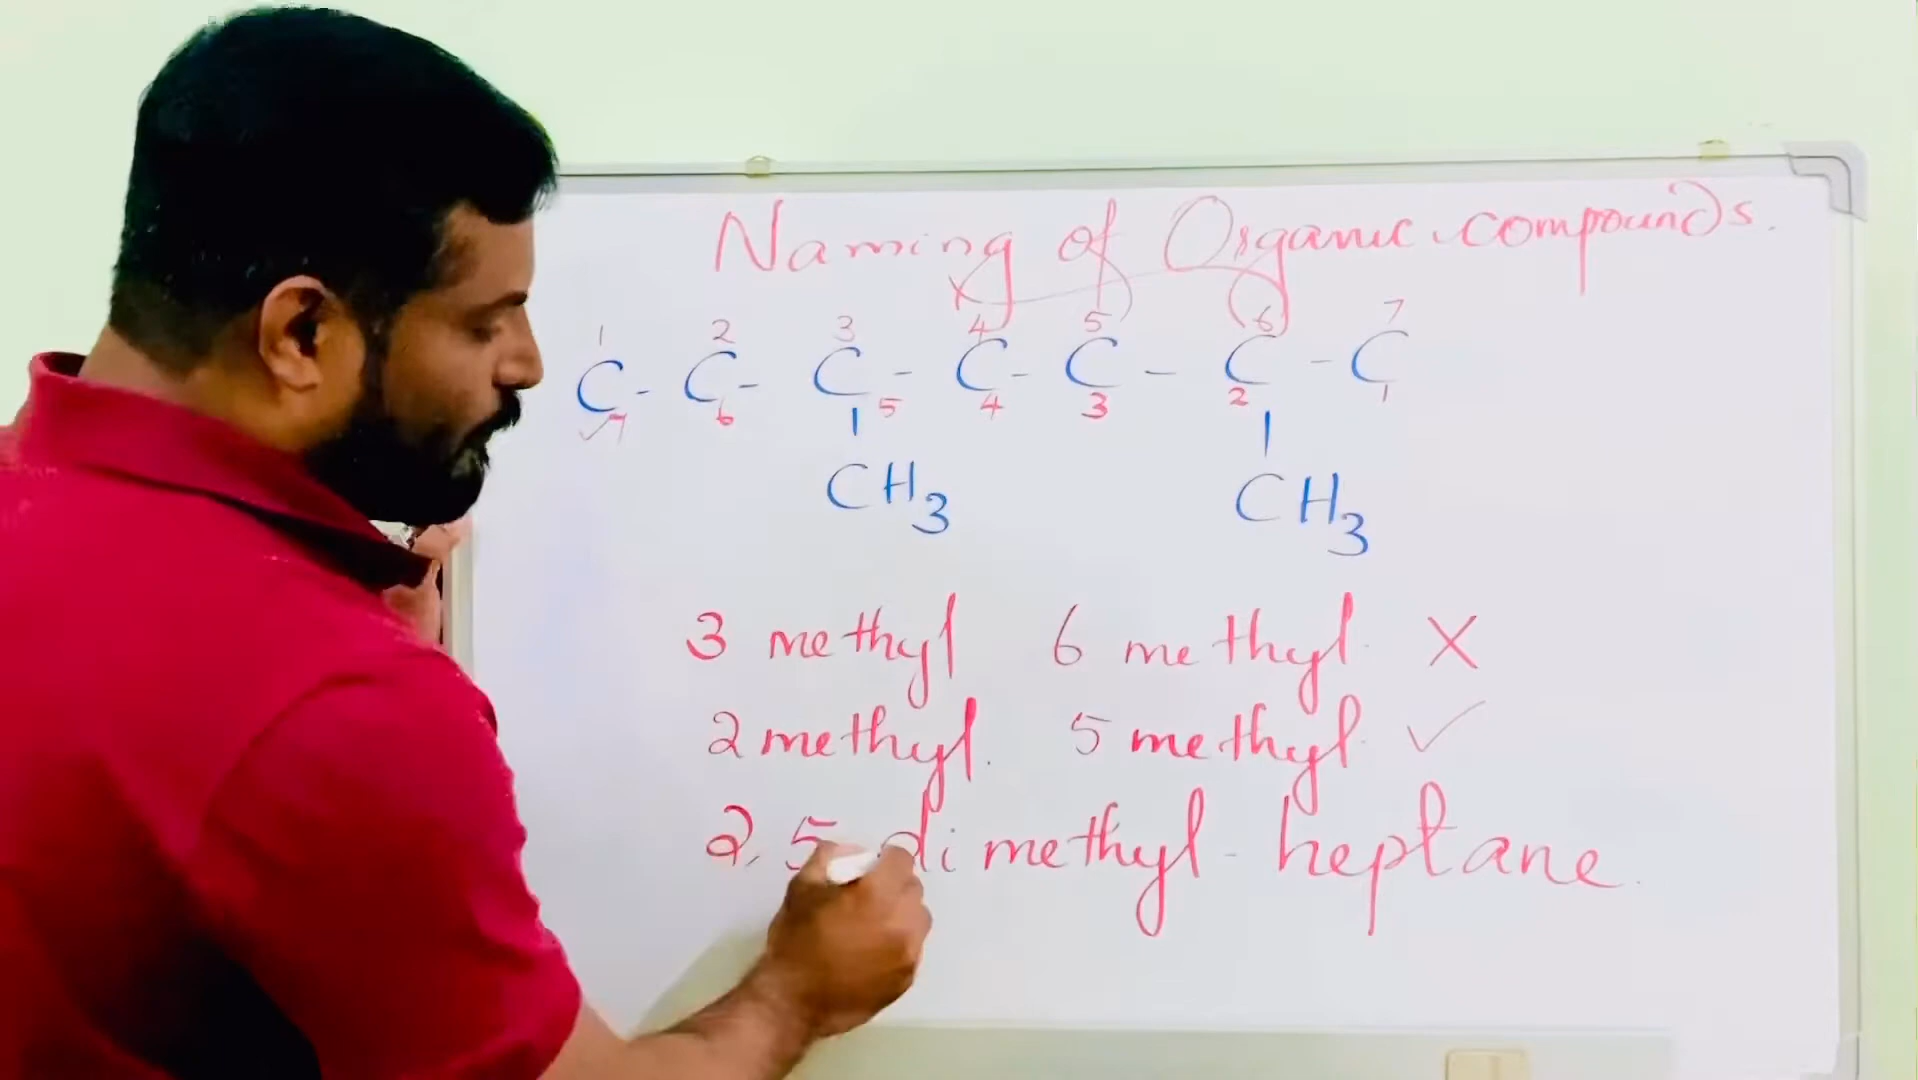 Naming of Organic compounds.
x
1 2 3 4 5 6 7
C - C - C - C - C - C - C
7 6 5 4 3 2 1
CH3 CH3
3 methyl 6 methyl. X
2 methyl. 5 methyl. ✓
2, 5 dimethyl - heptane.